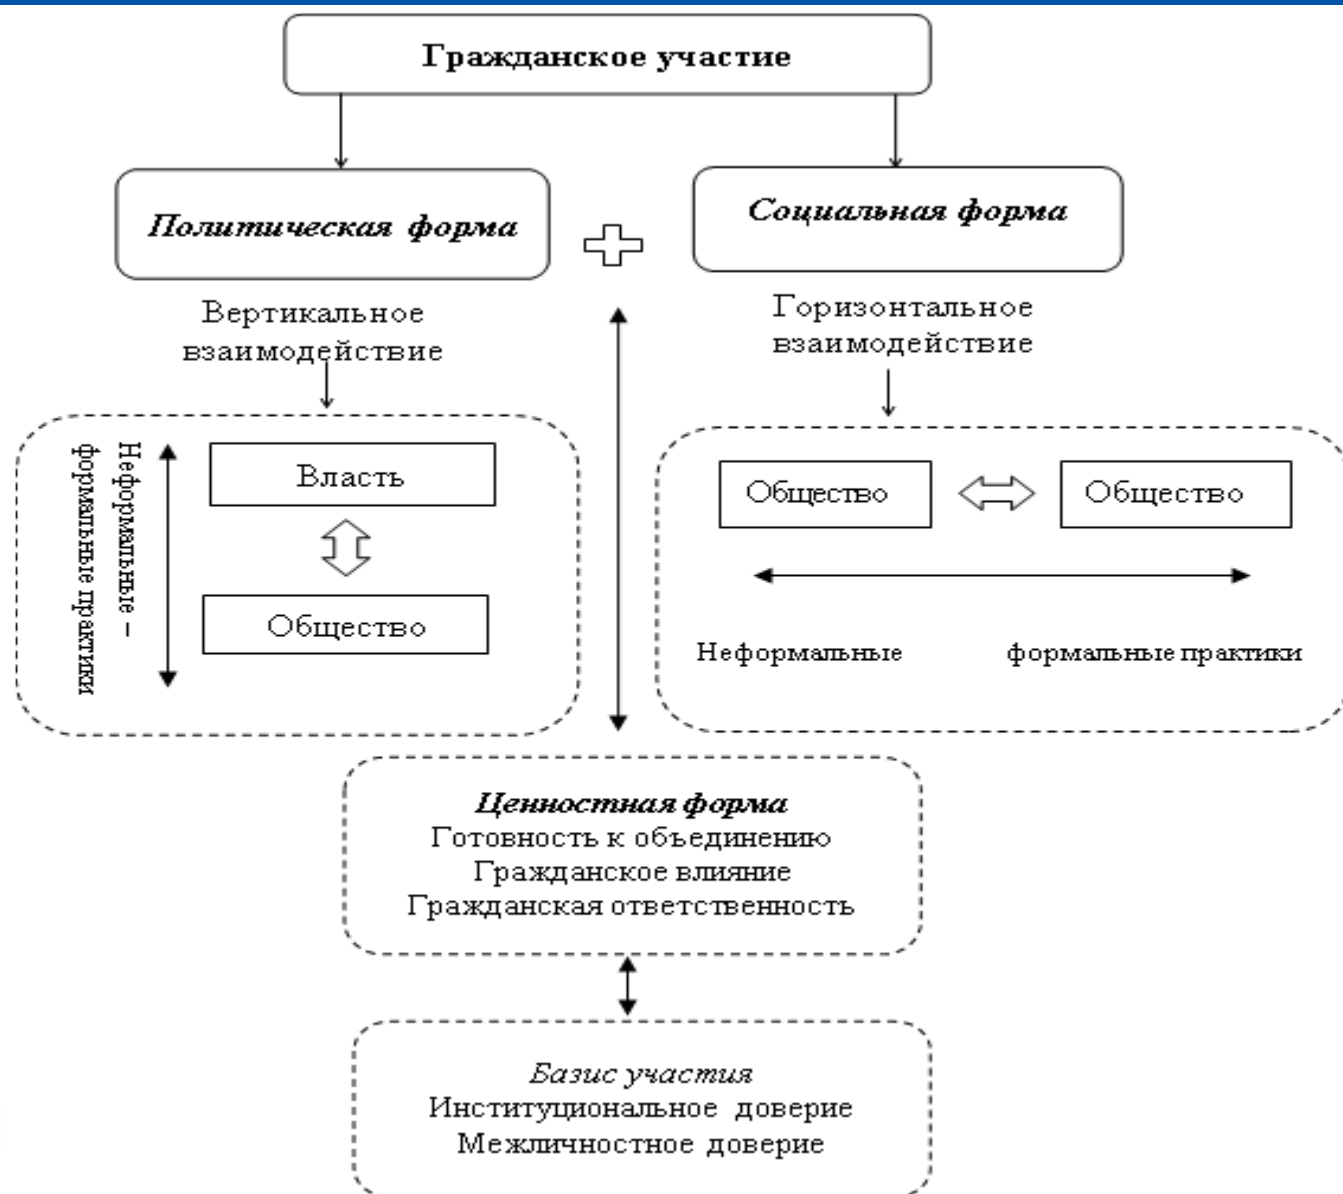 Гражданское участие
Политическая форма
Социальная форма
Вертикальное
взаимодействие
Горизонтальное
взаимодействие
Неформальные –
формальные практики
Власть
Общество
Общество
Общество
Неформальные
формальные практики
Ценностная форма
Готовность к объединению
Гражданское влияние
Гражданская ответственность
Базис участия
Институциональное доверие
Межличностное доверие